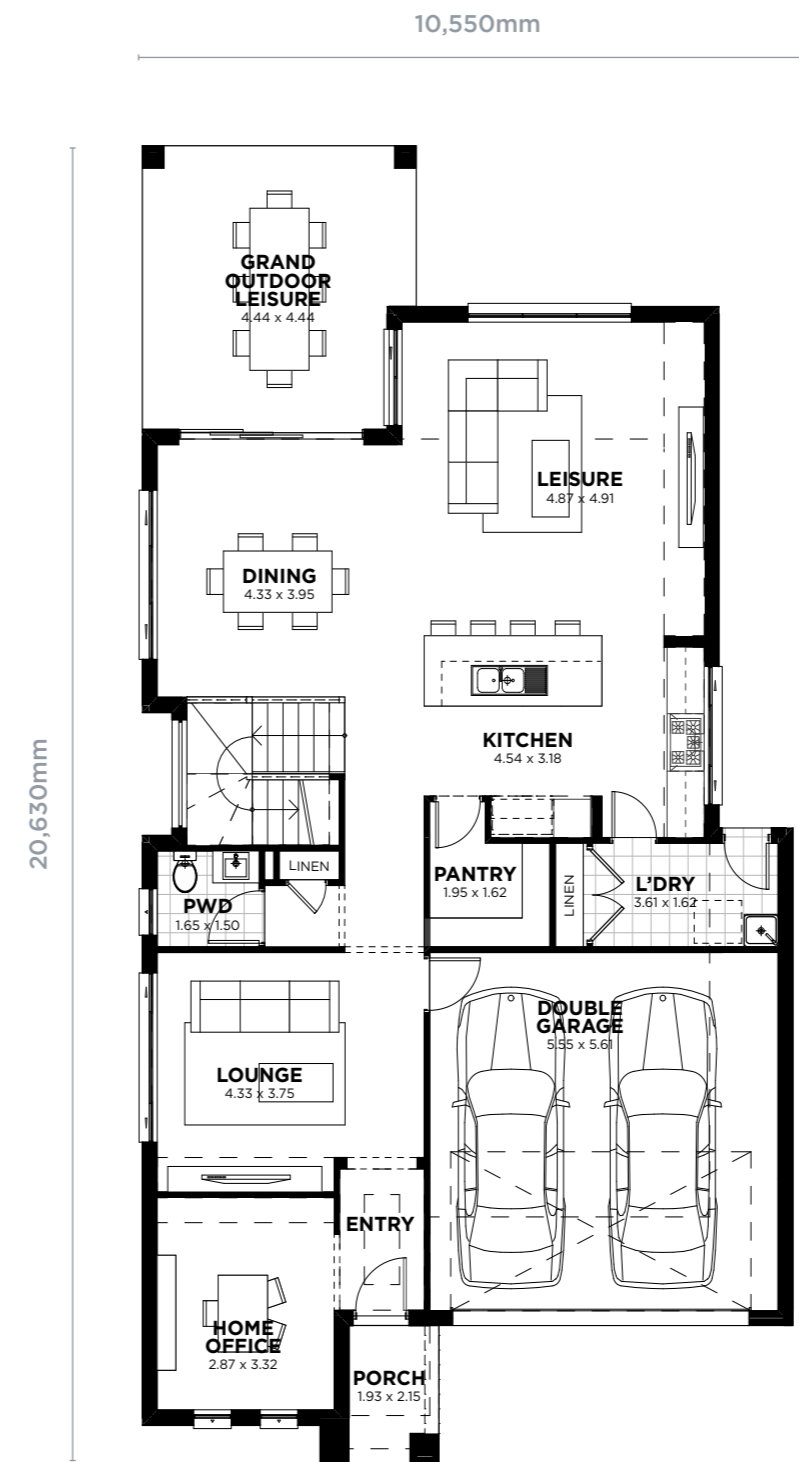 10,550mm
20,630mm
GRAND
OUTDOOR
LEISURE
4.44 x 4.44
LEISURE
4.87 x 4.91
DINING
4.33 x 3.95
KITCHEN
4.54 x 3.18
LINEN
PANTRY
1.95 x 1.62
LINEN
L'DRY
3.61 x 1.62
PWD
1.65 x 1.50
DOUBLE
GARAGE
5.55 x 5.61
LOUNGE
4.33 x 3.75
ENTRY
HOME
OFFICE
2.87 x 3.32
PORCH
1.93 x 2.15